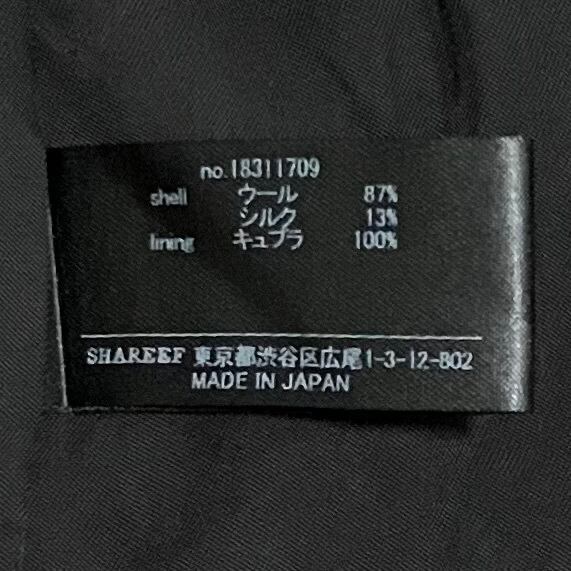 no.18311709
shell ウール 87%
シルク 13%
lining キュプラ 100%
SHAREEF 東京都渋谷区広尾1-3-12-802
MADE IN JAPAN